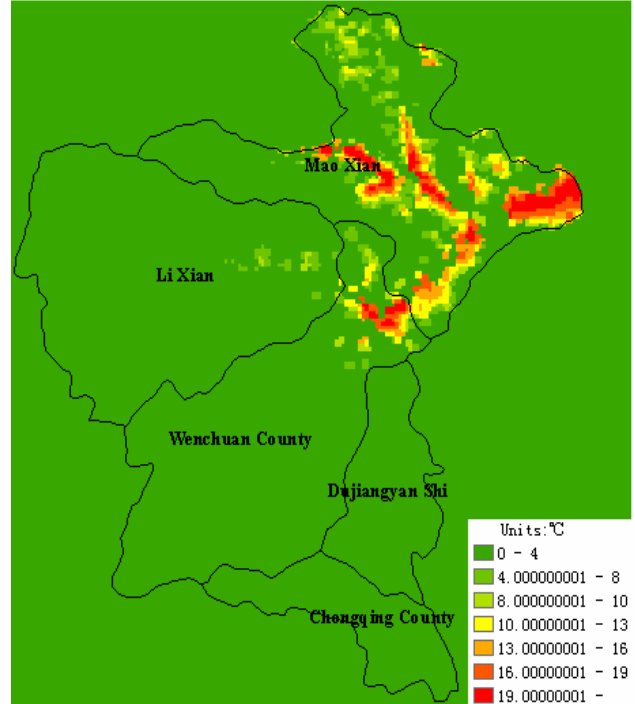 Mao Xian
Li Xian
Wenchuan County
Dujiangyan Shi
Chongqing County
Units:℃
0 - 4
4.000000001 - 8
8.000000001 - 10
10.00000001 - 13
13.00000001 - 16
16.00000001 - 19
19.00000001 -